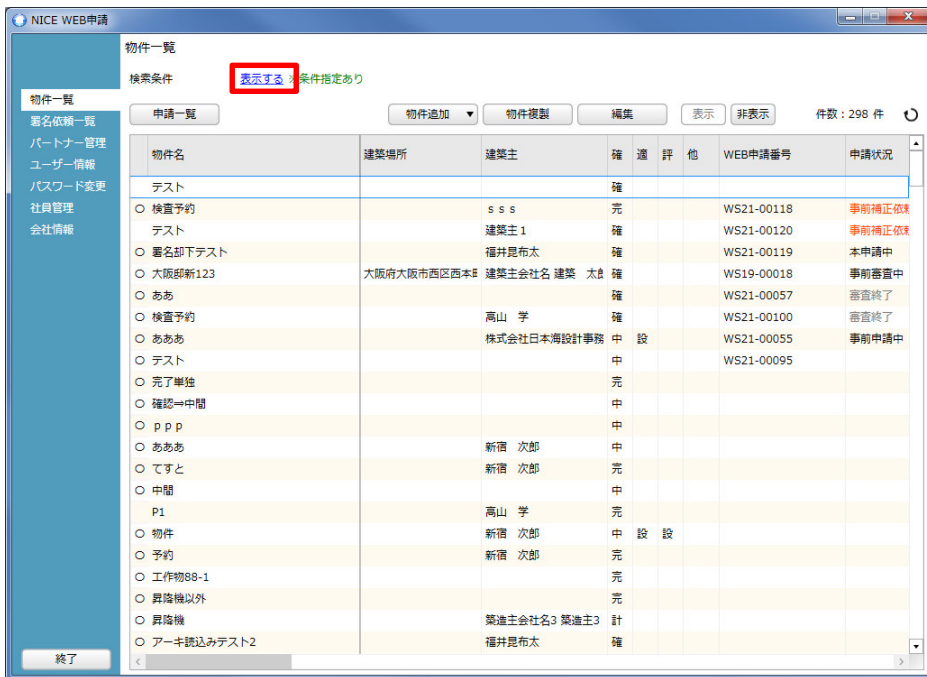 NICE WEB申請
物件一覧
検索条件 表示する ※条件指定あり
物件一覧
署名依頼一覧
パートナー管理
ユーザー情報
パスワード変更
社員管理
会社情報
終了
申請一覧 物件追加 ▼ 物件複製 編集 表示 非表示 件数：298 件
物件名 建築場所 建築主 確 適 評 他 WEB申請番号 申請状況
テスト 確
○ 検査予約 ｓｓｓ 完 WS21-00118 事前補正依頼
テスト 建築主１ 確 WS21-00120 事前補正依頼
○ 署名却下テスト 福井昆布太 確 WS21-00119 本申請中
○ 大阪邸新123 大阪府大阪市西区西本町 建築主会社名 建築　太郎 確 WS19-00018 事前審査中
○ ああ 確 WS21-00057 審査終了
○ 検査予約 高山　学 確 WS21-00100 審査終了
○ あああ 株式会社日本海設計事務 中 設 WS21-00055 事前申請中
○ テスト 中 WS21-00095
○ 完了単独 完
○ 確認⇒中間 中
○ ｐｐｐ 中
○ あああ 新宿　次郎 中
○ てすと 新宿　次郎 完
○ 中間 中
P1 高山　学 完
○ 物件 新宿　次郎 中 設 設
○ 予約 新宿　次郎 完
○ 工作物88-1 完
○ 昇降機以外 完
○ 昇降機 築造主会社名3 築造主3 計
○ アーキ読込みテスト2 福井昆布太 確